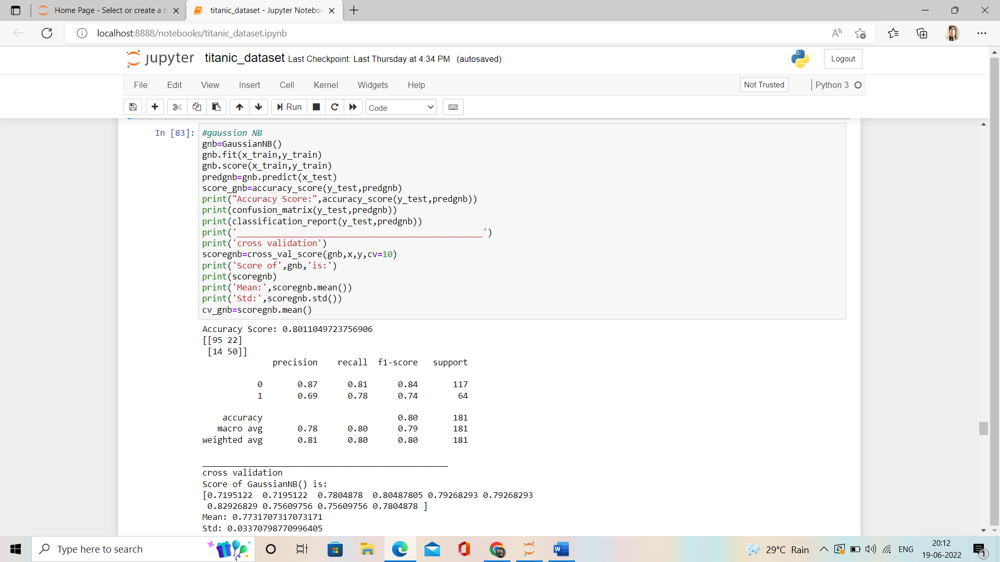 Home Page - Select or create a n
titanic_dataset - Jupyter Notebo
localhost:8888/notebooks/titanic_dataset.ipynb
jupyter titanic_dataset Last Checkpoint: Last Thursday at 4:34 PM (autosaved)
Logout
File Edit View Insert Cell Kernel Widgets Help
Not Trusted
Python 3
Run
Code
In [83]:
#gaussion NB
gnb=GaussianNB()
gnb.fit(x_train,y_train)
gnb.score(x_train,y_train)
predgnb=gnb.predict(x_test)
score_gnb=accuracy_score(y_test,predgnb)
print("Accuracy Score:",accuracy_score(y_test,predgnb))
print(confusion_matrix(y_test,predgnb))
print(classification_report(y_test,predgnb))
print('_________________________________________________')
print('cross validation')
scoregnb=cross_val_score(gnb,x,y,cv=10)
print('Score of',gnb,'is:')
print(scoregnb)
print('Mean:',scoregnb.mean())
print('Std:',scoregnb.std())
cv_gnb=scoregnb.mean()
Accuracy Score: 0.8011049723756906
[[95 22]
 [14 50]]
precision recall f1-score support
0 0.87 0.81 0.84 117
1 0.69 0.78 0.74 64
accuracy 0.80 181
macro avg 0.78 0.80 0.79 181
weighted avg 0.81 0.80 0.80 181
_________________________________________________
cross validation
Score of GaussianNB() is:
[0.7195122 0.7195122 0.7804878 0.80487805 0.79268293 0.79268293
 0.82926829 0.75609756 0.75609756 0.7804878 ]
Mean: 0.7731707317073171
Std: 0.03370798770996405
Type here to search
29°C Rain
ENG
20:12
19-06-2022
1